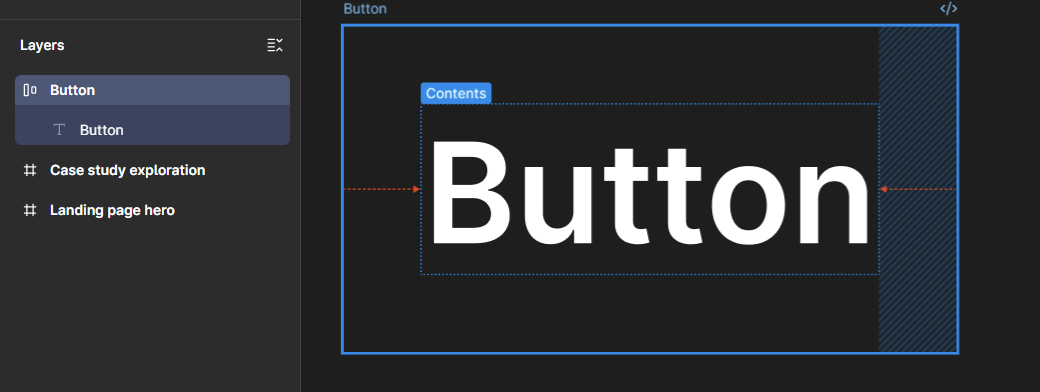 Layers
Button
Button
Case study exploration
Landing page hero
Button
</>
Contents
Button